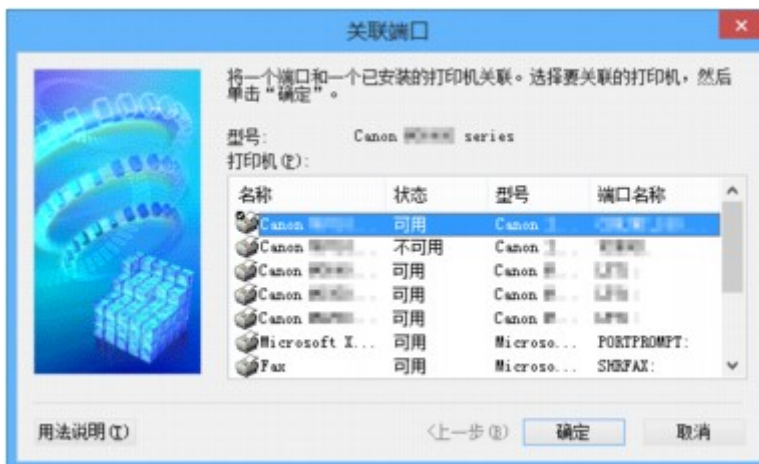 关联端口
将一个端口和一个已安装的打印机关联。选择要关联的打印机，然后
单击“确定”。
型号: Canon series
打印机(P):
名称 状态 型号 端口名称
Canon 可用 Canon
Canon 不可用 Canon
Canon 可用 Canon
Canon 可用 Canon
Canon 可用 Canon
Microsoft X... 可用 Microso... PORTPROMPT:
Fax 可用 Microso... SHRFAX:
用法说明(I) <上一步(B) 确定 取消